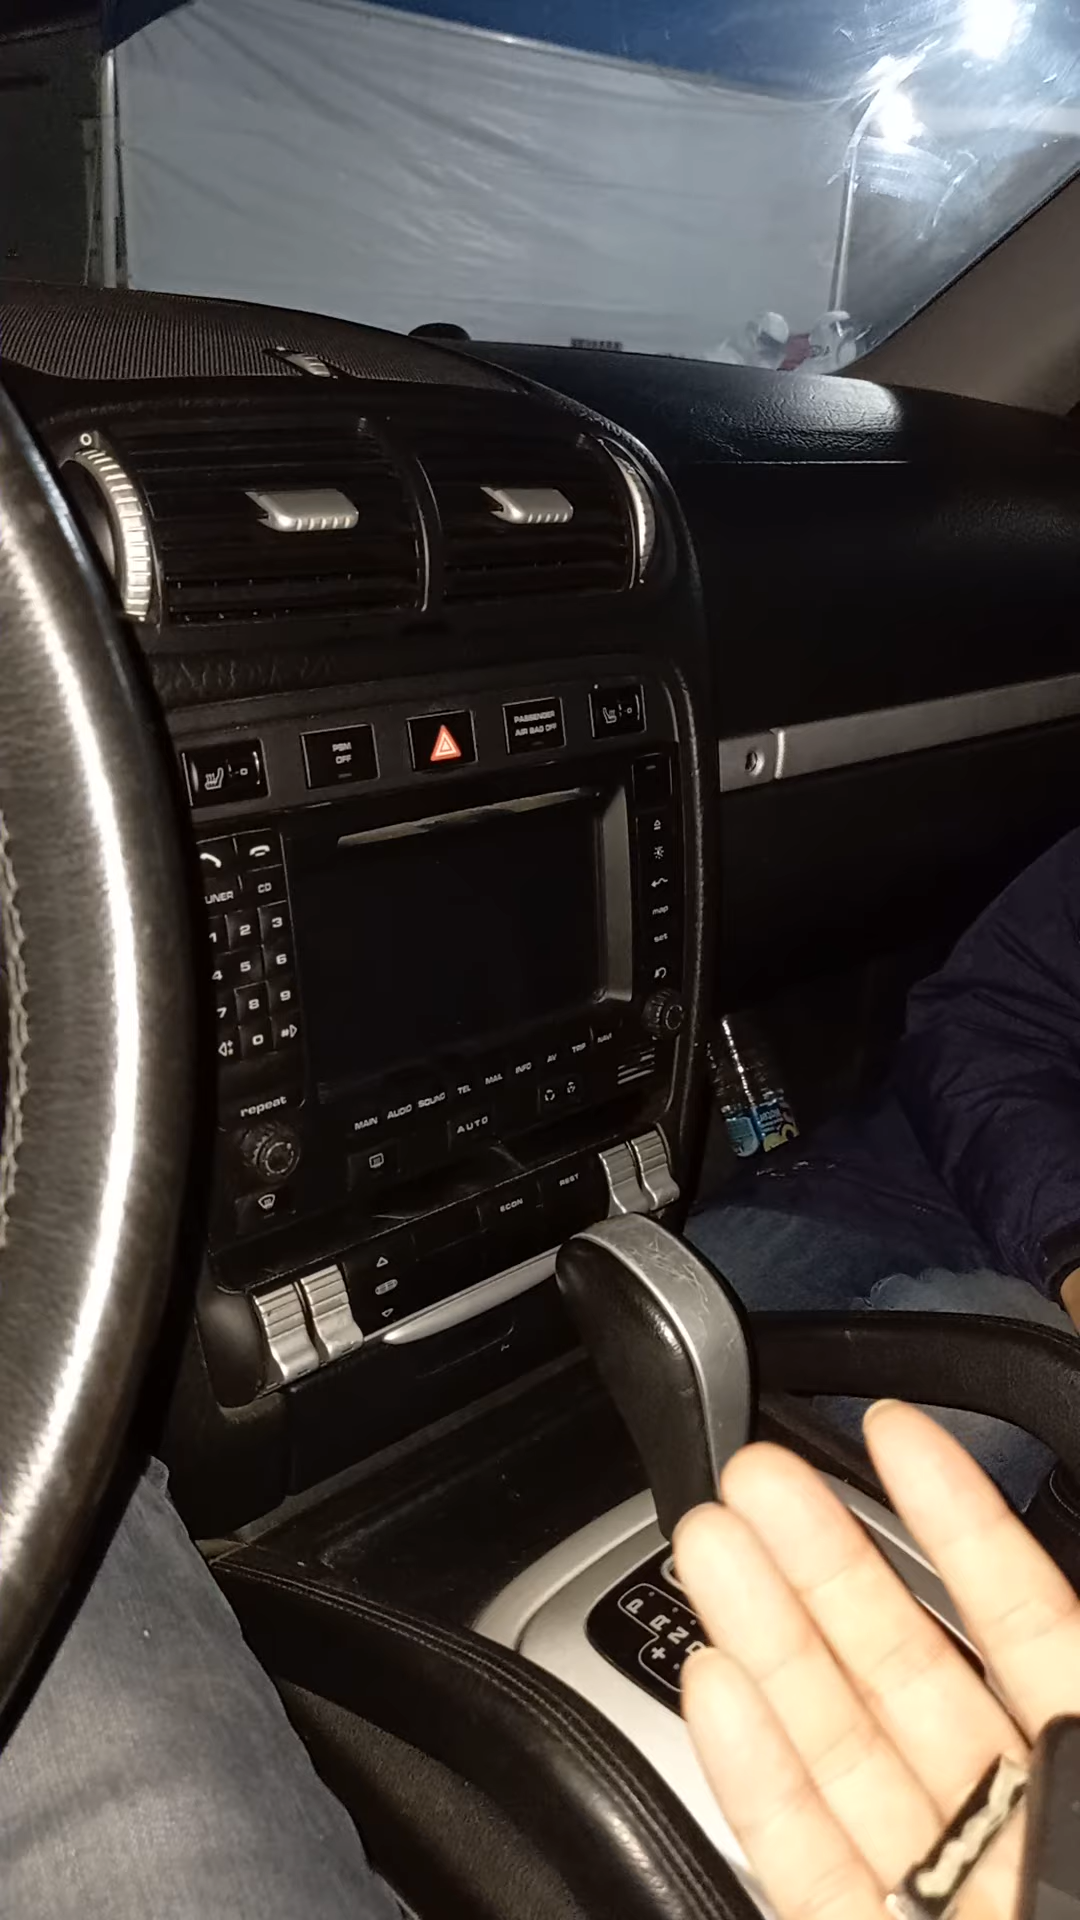 PSM
OFF
PASSENGER
AIR BAG OFF
CD
map
set
1 2 3
4 5 6
7 8 9
0
repeat
MAIN AUDIO SOUND TEL MAIL INFO AV TRIP NAVI
AUTO
ECON
REST
P
R
N
D
+